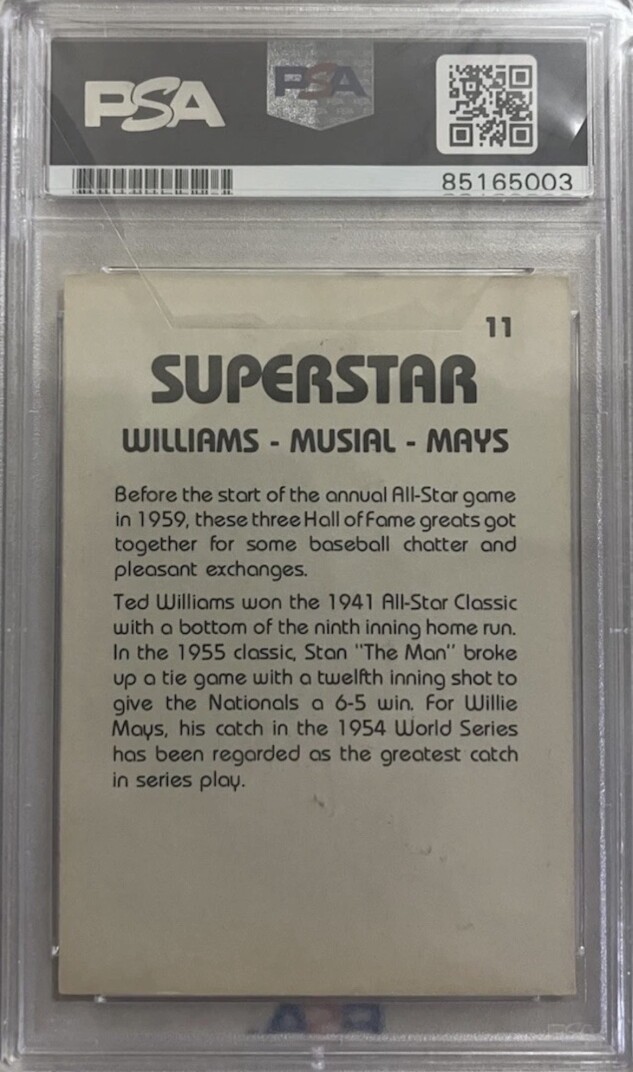 PSA PSA
85165003
11
SUPERSTAR
WILLIAMS - MUSIAL - MAYS
Before the start of the annual All-Star game
in 1959, these three Hall of Fame greats got
together for some baseball chatter and
pleasant exchanges.
Ted Williams won the 1941 All-Star Classic
with a bottom of the ninth inning home run.
In the 1955 classic, Stan "The Man" broke
up a tie game with a twelfth inning shot to
give the Nationals a 6-5 win. For Willie
Mays, his catch in the 1954 World Series
has been regarded as the greatest catch
in series play.
PSA